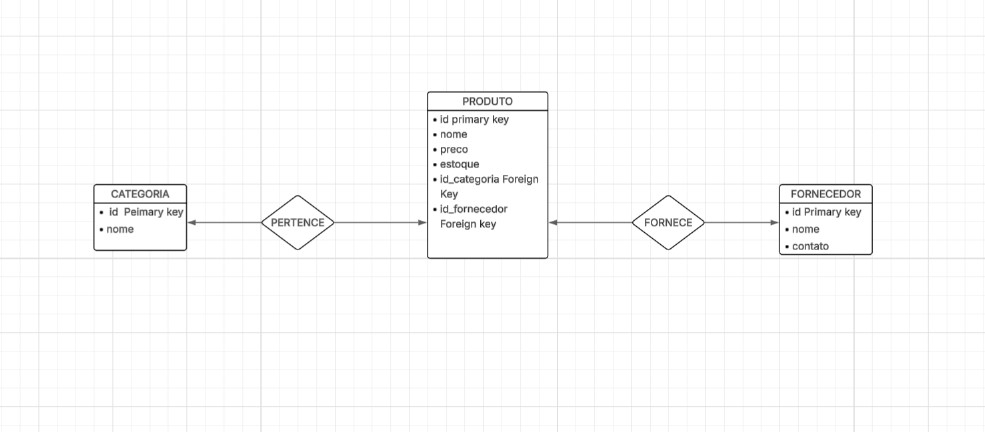 CATEGORIA
• id Peimary key
• nome
PERTENCE
PRODUTO
• id primary key
• nome
• preco
• estoque
• id_categoria Foreign
Key
• id_fornecedor
Foreign key
FORNECE
FORNECEDOR
• id Primary key
• nome
• contato